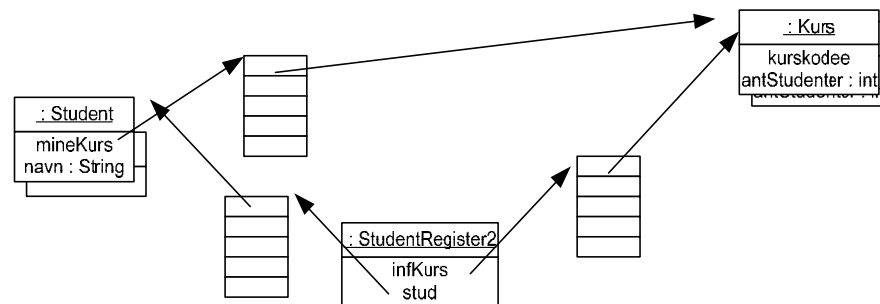 : Kurs
kurskodee
antStudenter : int
: Student
mineKurs
navn : String
: StudentRegister2
infKurs
stud